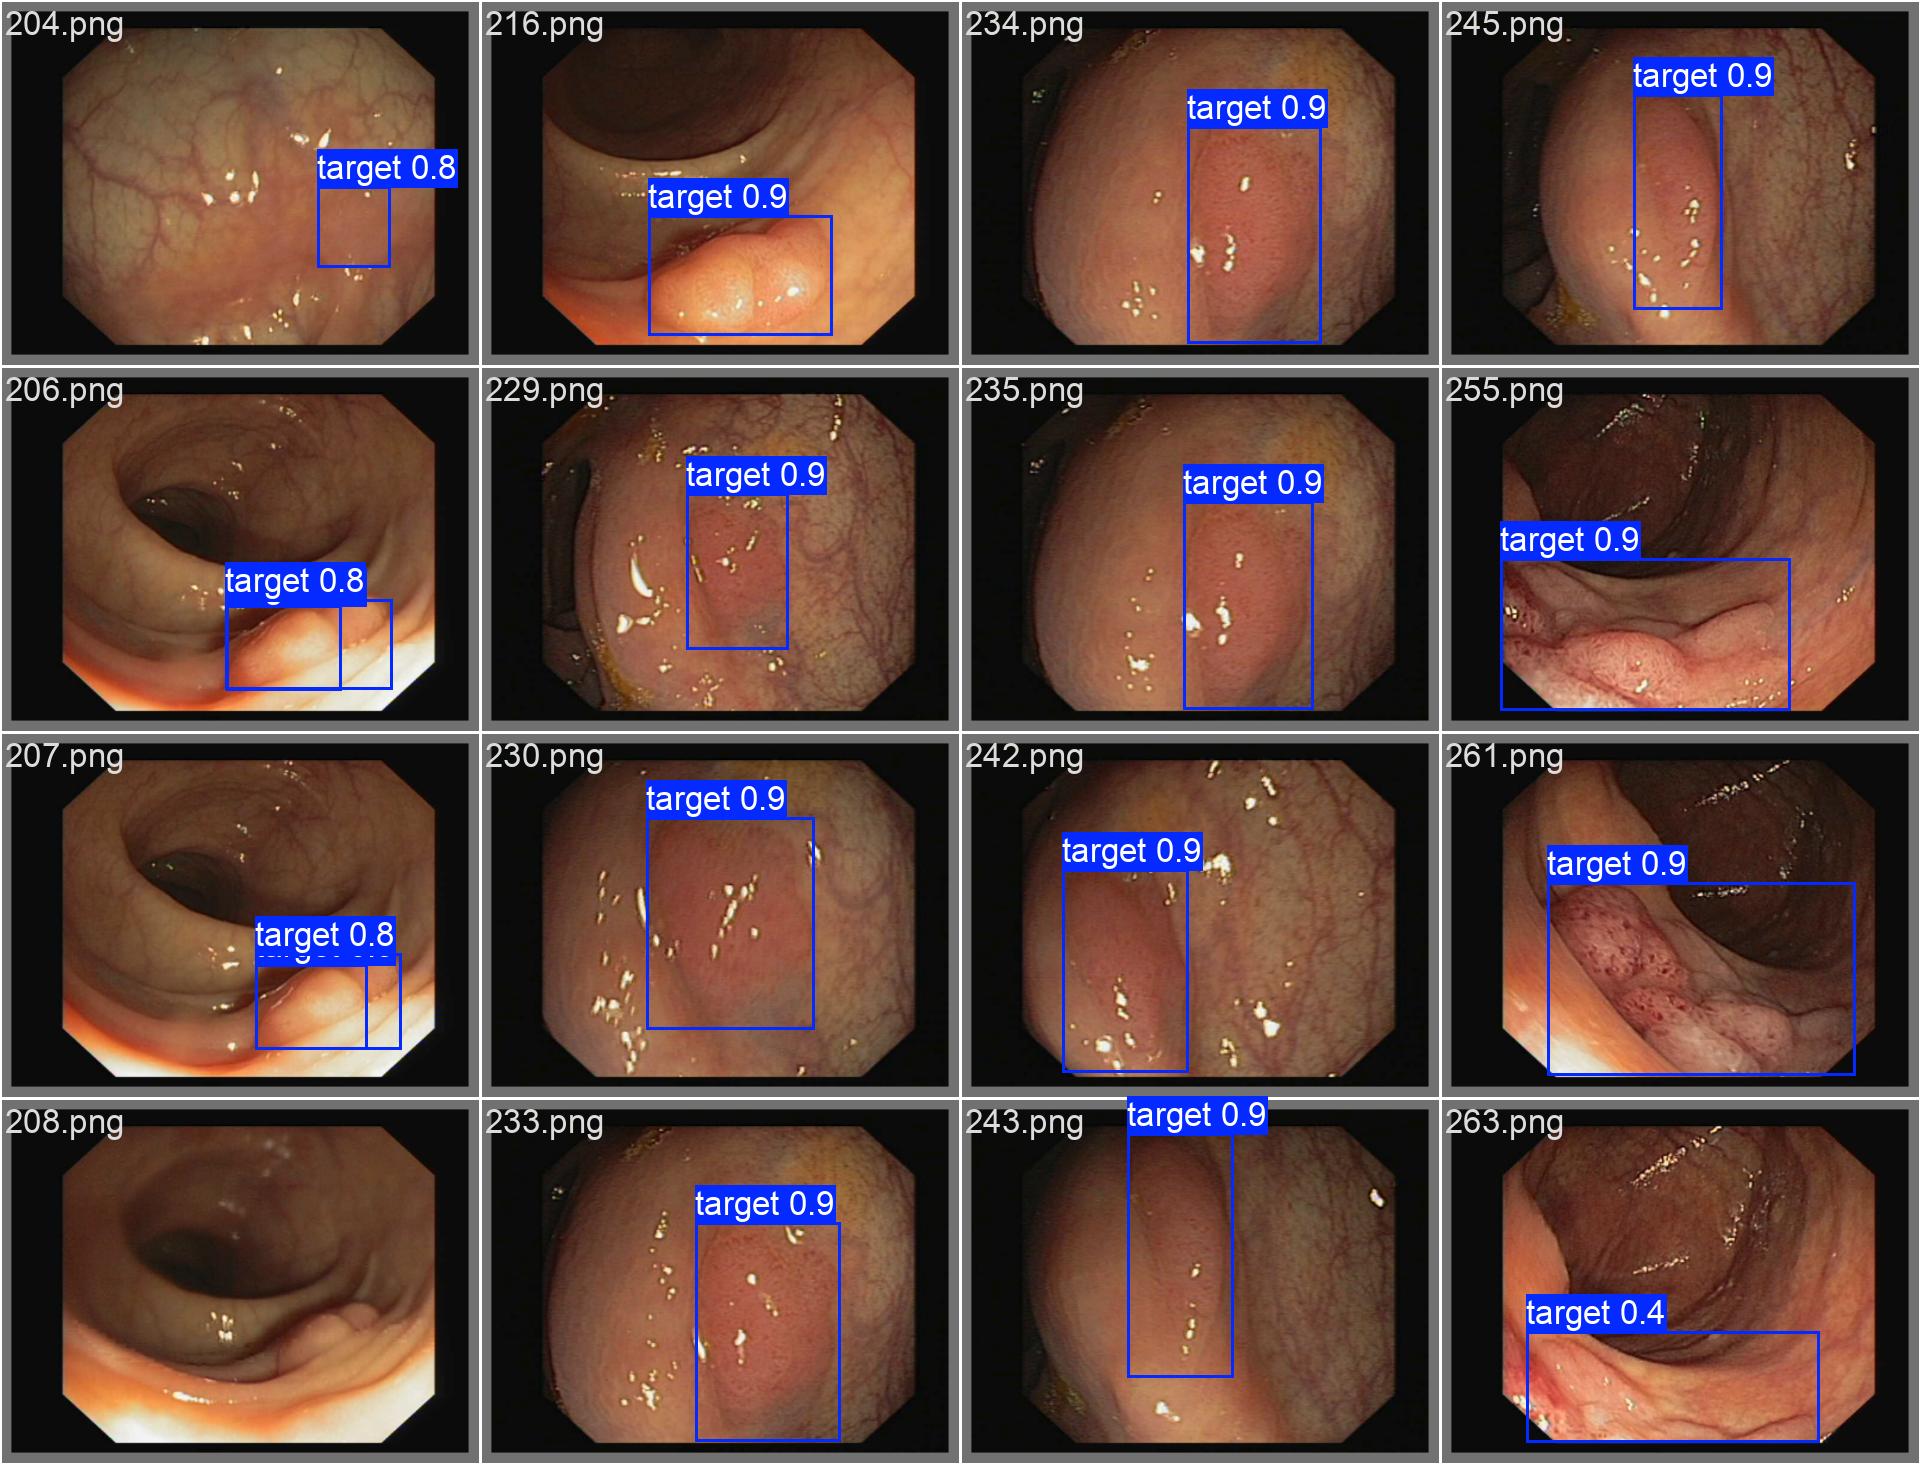 204.png
target 0.8
216.png
target 0.9
234.png
target 0.9
245.png
target 0.9
206.png
target 0.8
229.png
target 0.9
235.png
target 0.9
255.png
target 0.9
207.png
target 0.8
230.png
target 0.9
242.png
target 0.9
261.png
target 0.9
208.png
233.png
target 0.9
243.png
target 0.9
263.png
target 0.4